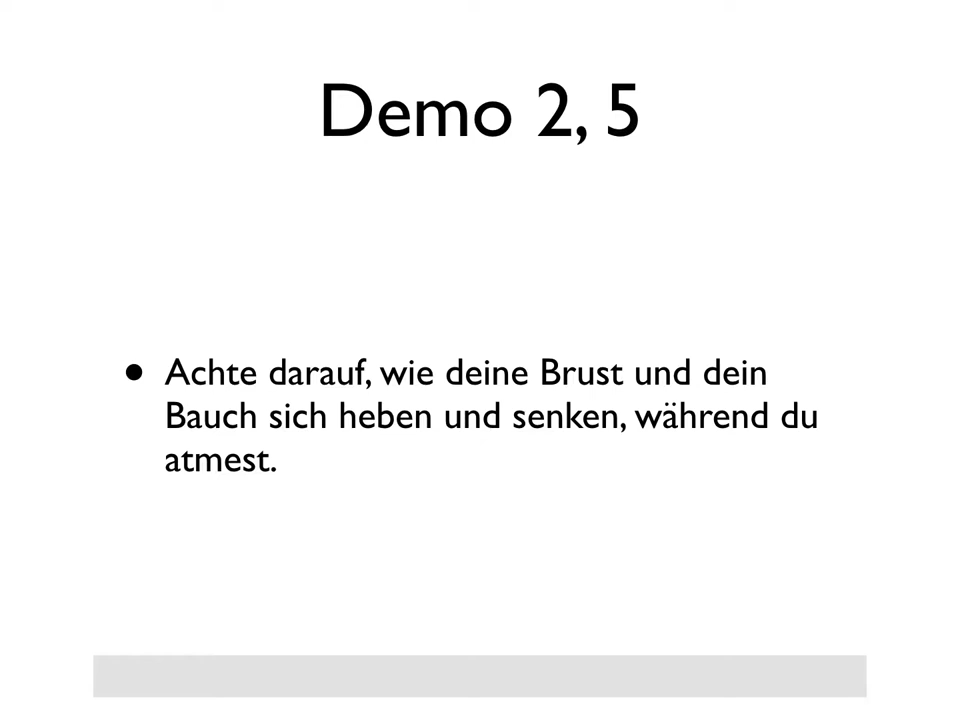 Demo 2, 5
• Achte darauf, wie deine Brust und dein
Bauch sich heben und senken, während du
atmest.